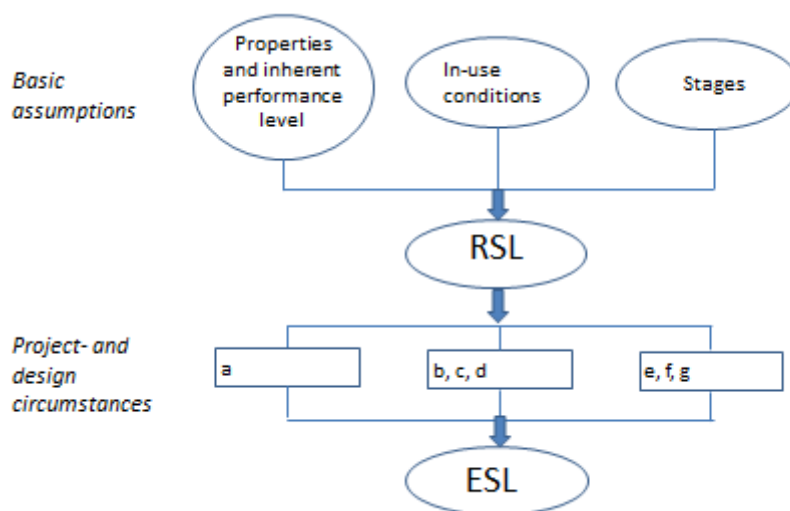 Basic
assumptions
Properties
and inherent
performance
level
In-use
conditions
Stages
RSL
Project- and
design
circumstances
a
b, c, d
e, f, g
ESL